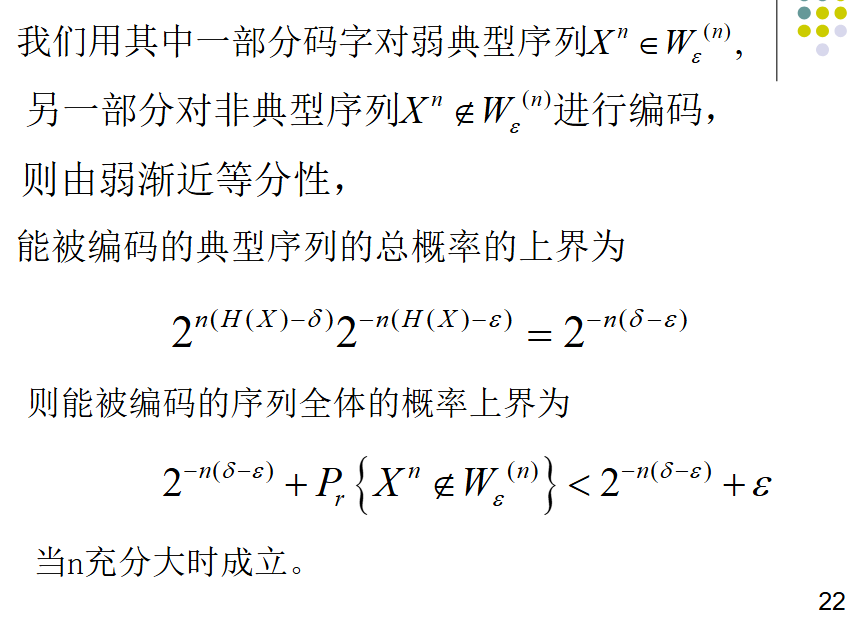 我们用其中一部分码字对弱典型序列Xⁿ ∈ W_ε^(n),
另一部分对非典型序列Xⁿ ∉ W_ε^(n)进行编码，
则由弱渐近等分性，
能被编码的典型序列的总概率的上界为
2^{n(H(X)−δ)} 2^{−n(H(X)−ε)} = 2^{−n(δ−ε)}
则能被编码的序列全体的概率上界为
2^{−n(δ−ε)} + P_r{Xⁿ ∉ W_ε^(n)} < 2^{−n(δ−ε)} + ε
当n充分大时成立。
22